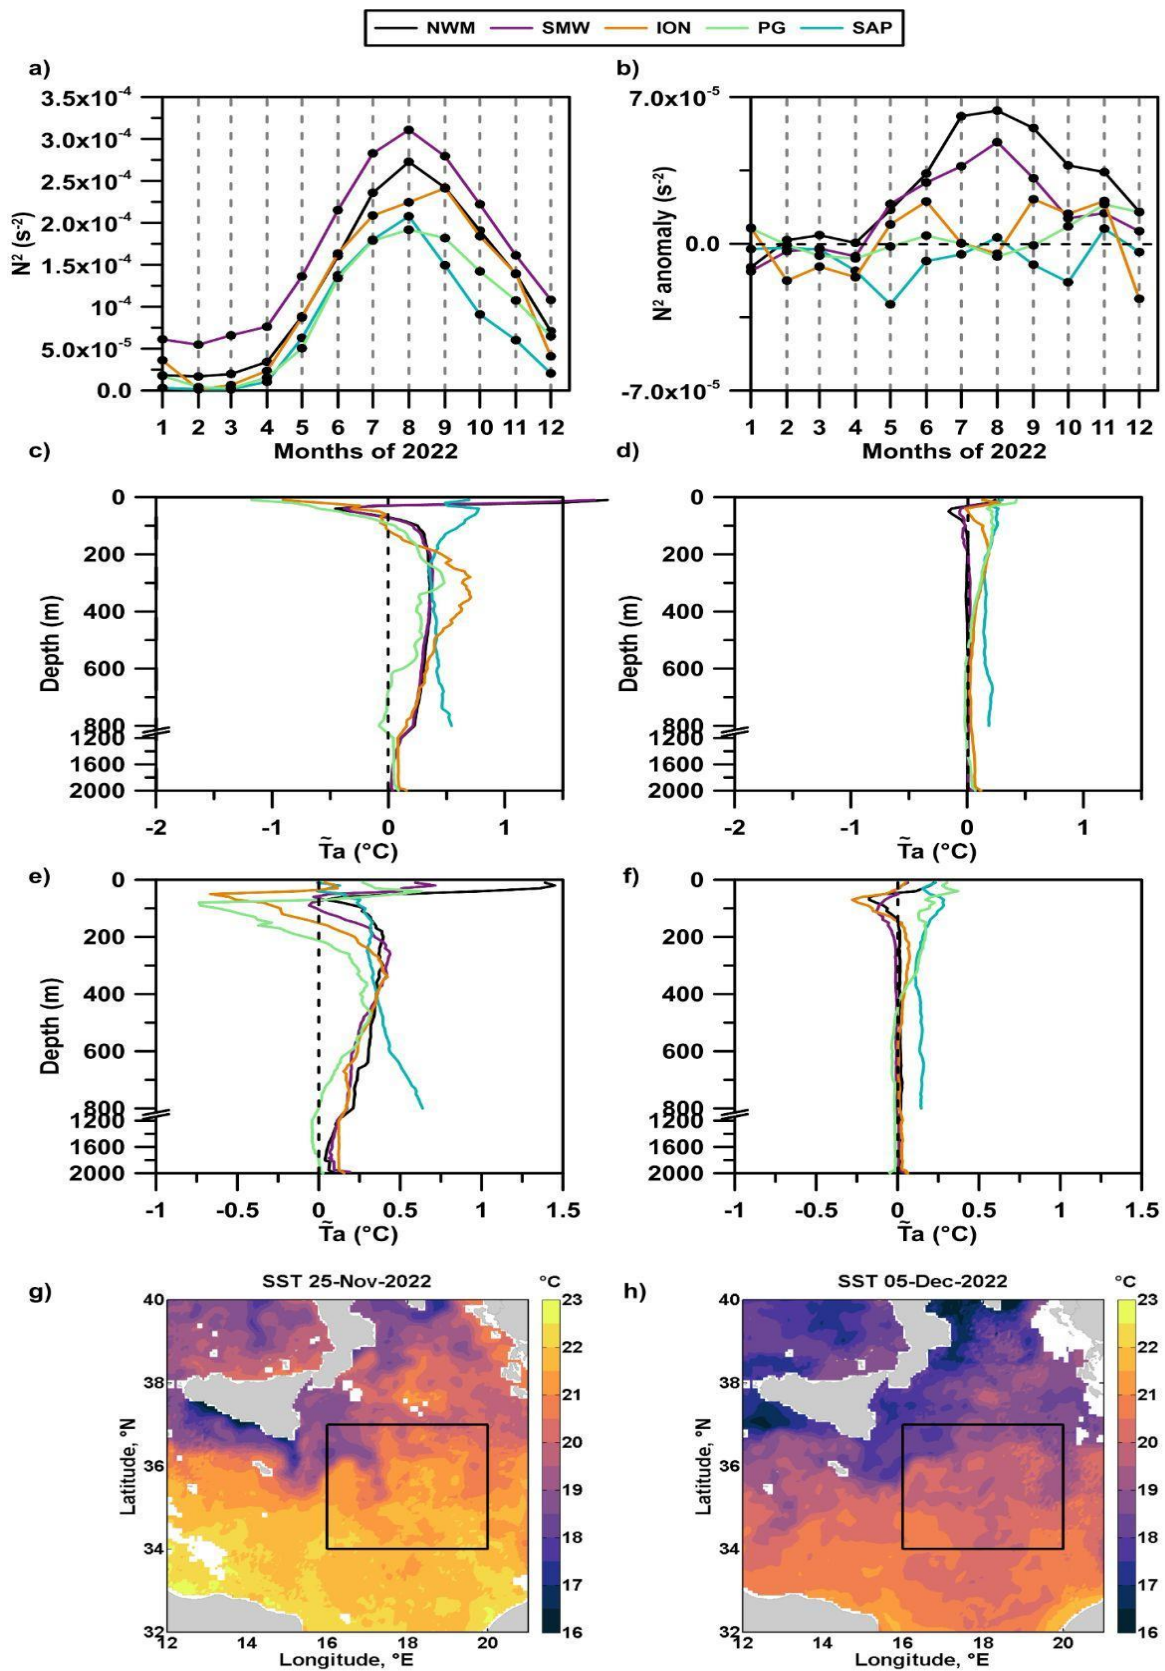 NWM SMW ION PG SAP
a)
b)
3.5x10⁻⁴
3.0x10⁻⁴
2.5x10⁻⁴
2.0x10⁻⁴
1.5x10⁻⁴
10⁻⁴
5.0x10⁻⁵
0.0
N² (s⁻²)
1 2 3 4 5 6 7 8 9 10 11 12
Months of 2022
7.0x10⁻⁵
0.0
-7.0x10⁻⁵
N² anomaly (s⁻²)
1 2 3 4 5 6 7 8 9 10 11 12
Months of 2022
c)
0
200
400
600
800
1200
1600
2000
Depth (m)
-2 -1 0 1
T̃a (°C)
d)
0
200
400
600
800
1200
1600
2000
Depth (m)
-2 -1 0 1
T̃a (°C)
e)
0
200
400
600
800
1200
1600
2000
Depth (m)
-1 -0.5 0 0.5 1 1.5
T̃a (°C)
f)
0
200
400
600
800
1200
1600
2000
-1 -0.5 0 0.5 1 1.5
T̃a (°C)
g)
SST 25-Nov-2022
°C
40
38
36
34
32
Latitude, °N
12 14 16 18 20
Longitude, °E
23
22
21
20
19
18
17
16
h)
SST 05-Dec-2022
°C
40
38
36
34
32
Latitude, °N
12 14 16 18 20
Longitude, °E
23
22
21
20
19
18
17
16